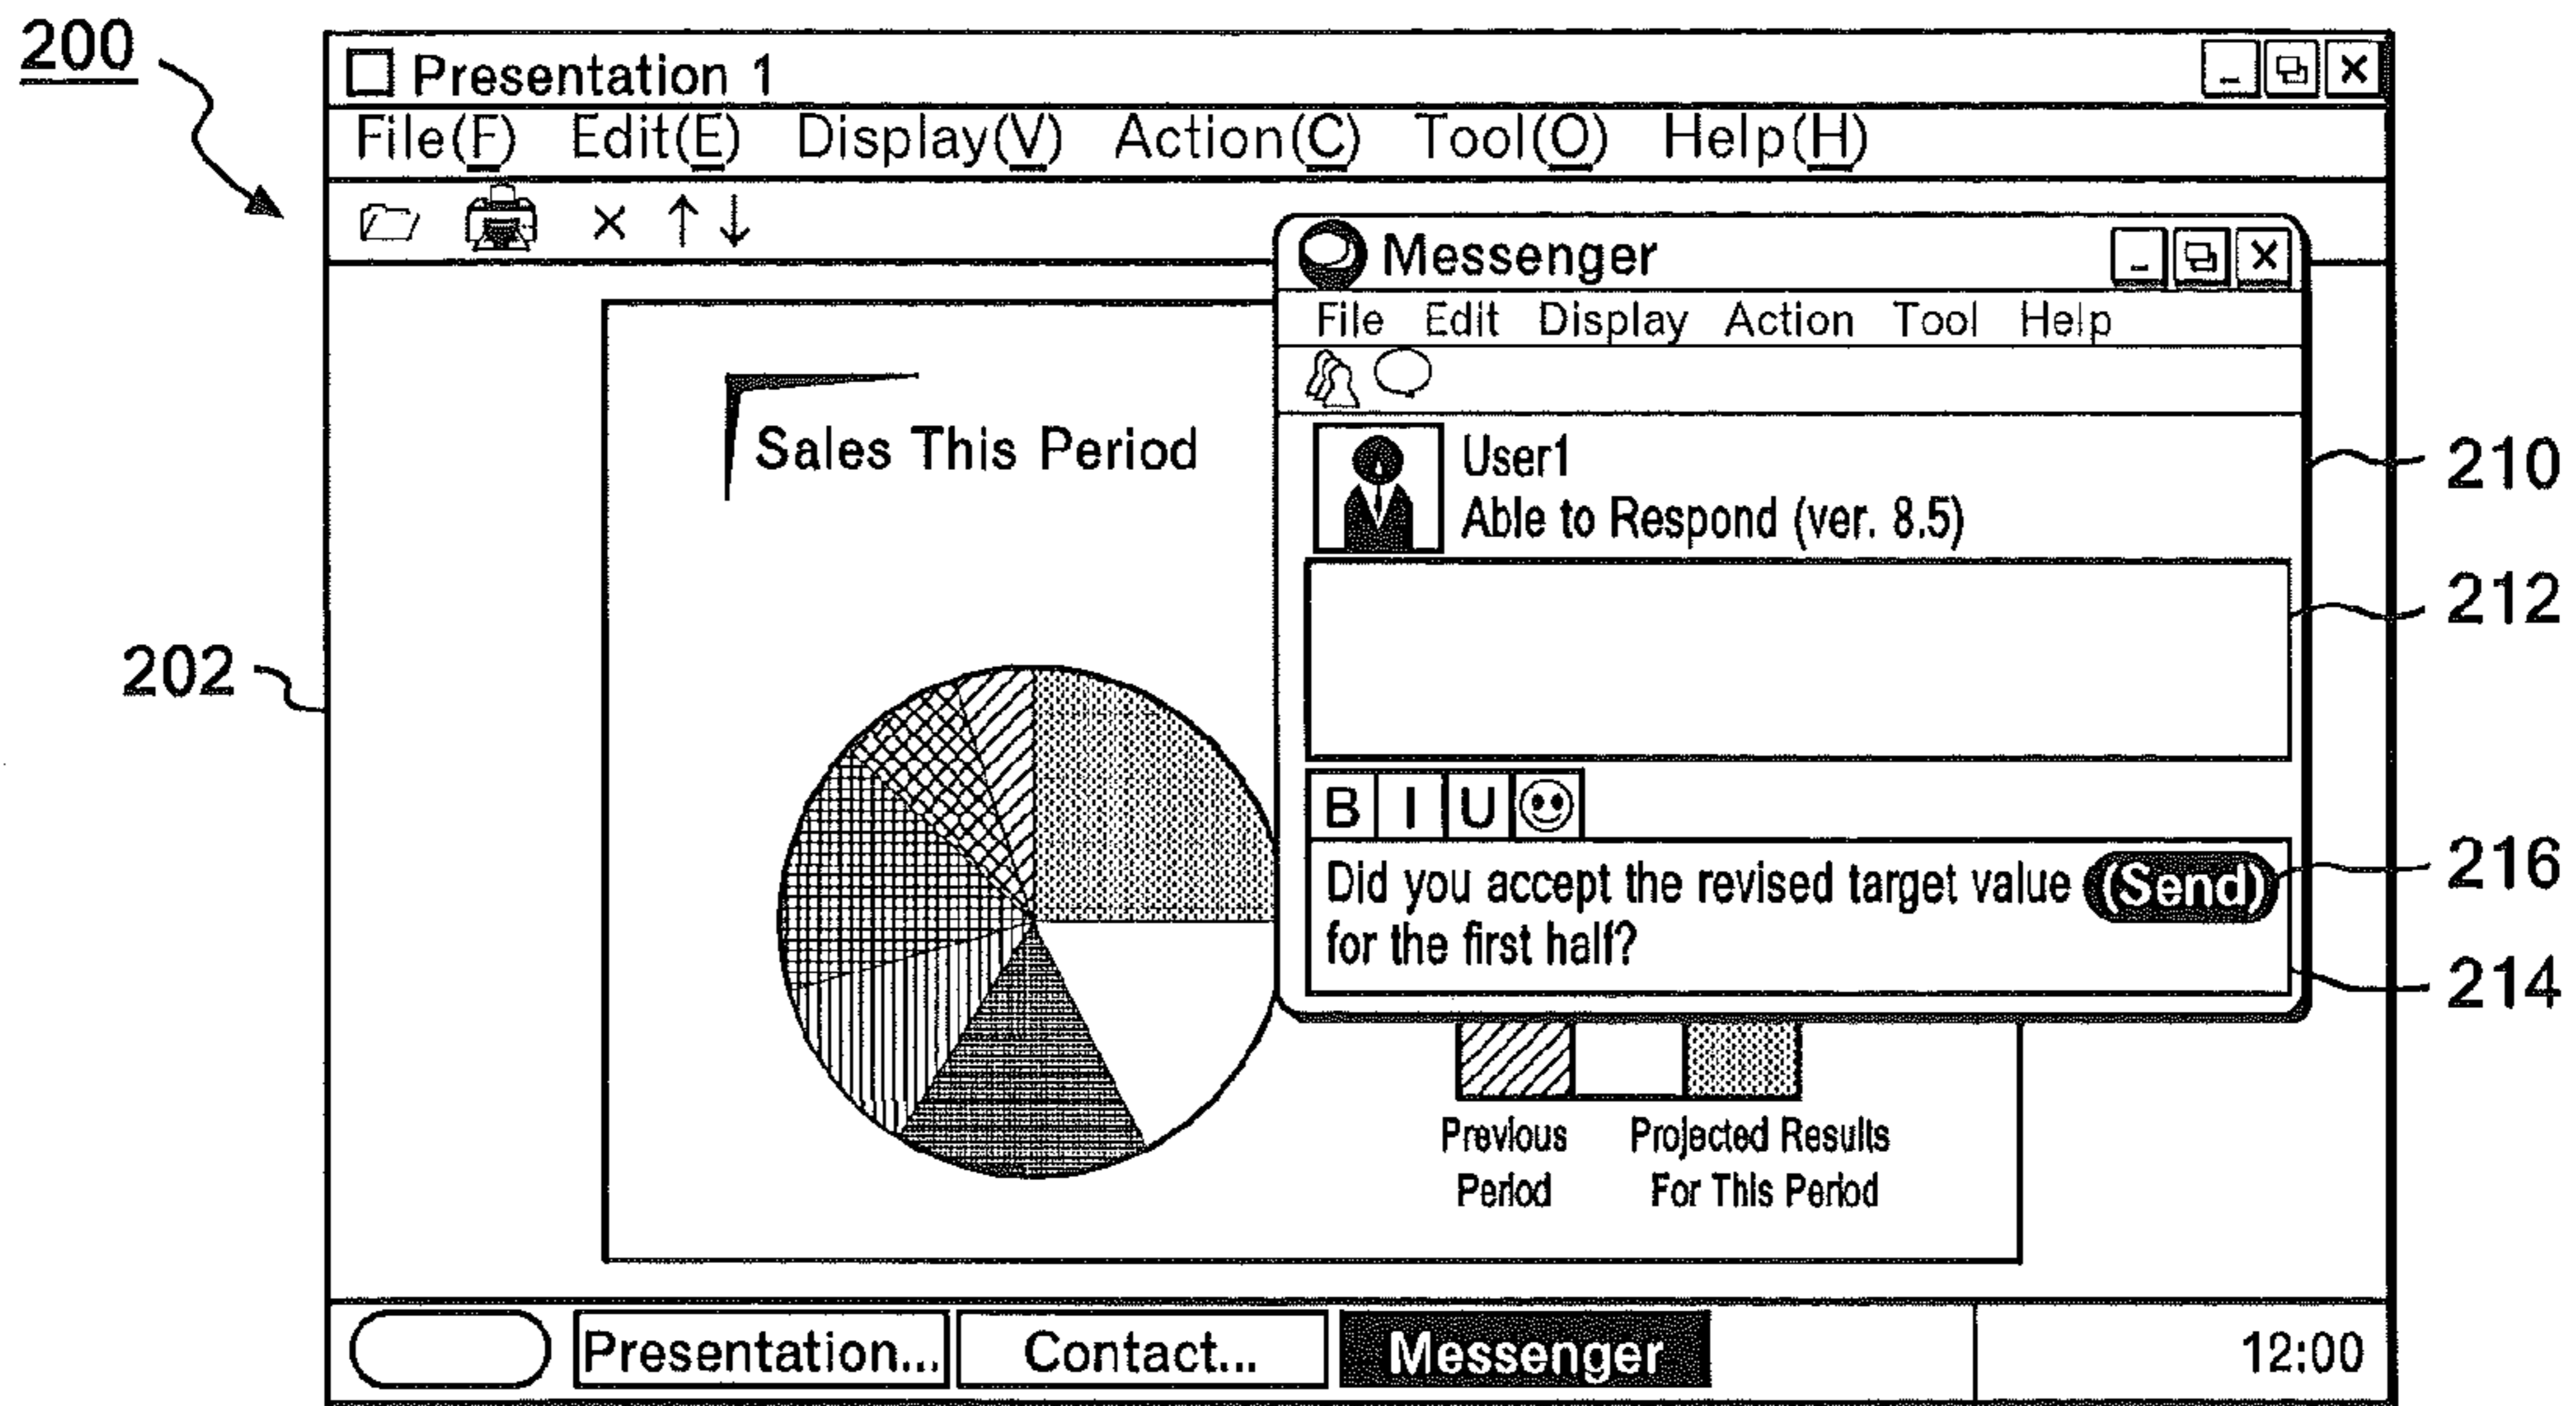 200
Presentation 1
File(F) Edit(E) Display(V) Action(C) Tool(O) Help(H)
Messenger
File Edit Display Action Tool Help
Sales This Period
User1
Able to Respond (ver. 8.5)
210
212
202
B I U
Did you accept the revised target value (Send)
for the first half?
216
214
Previous
Period
Projected Results
For This Period
Presentation... Contact... Messenger 12:00